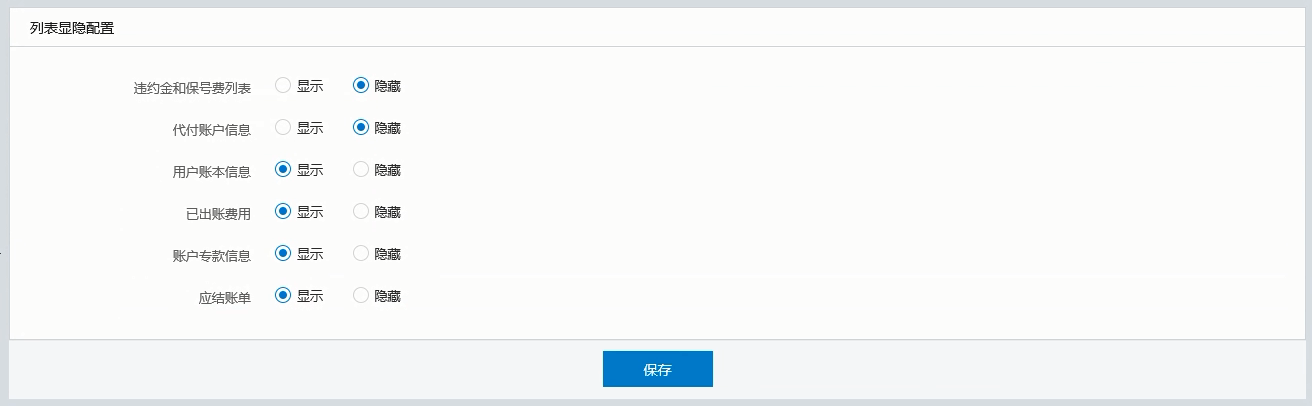 列表显隐配置
违约金和保号费列表 显示 隐藏
代付账户信息 显示 隐藏
用户账本信息 显示 隐藏
已出账费用 显示 隐藏
账户专款信息 显示 隐藏
应结账单 显示 隐藏
保存